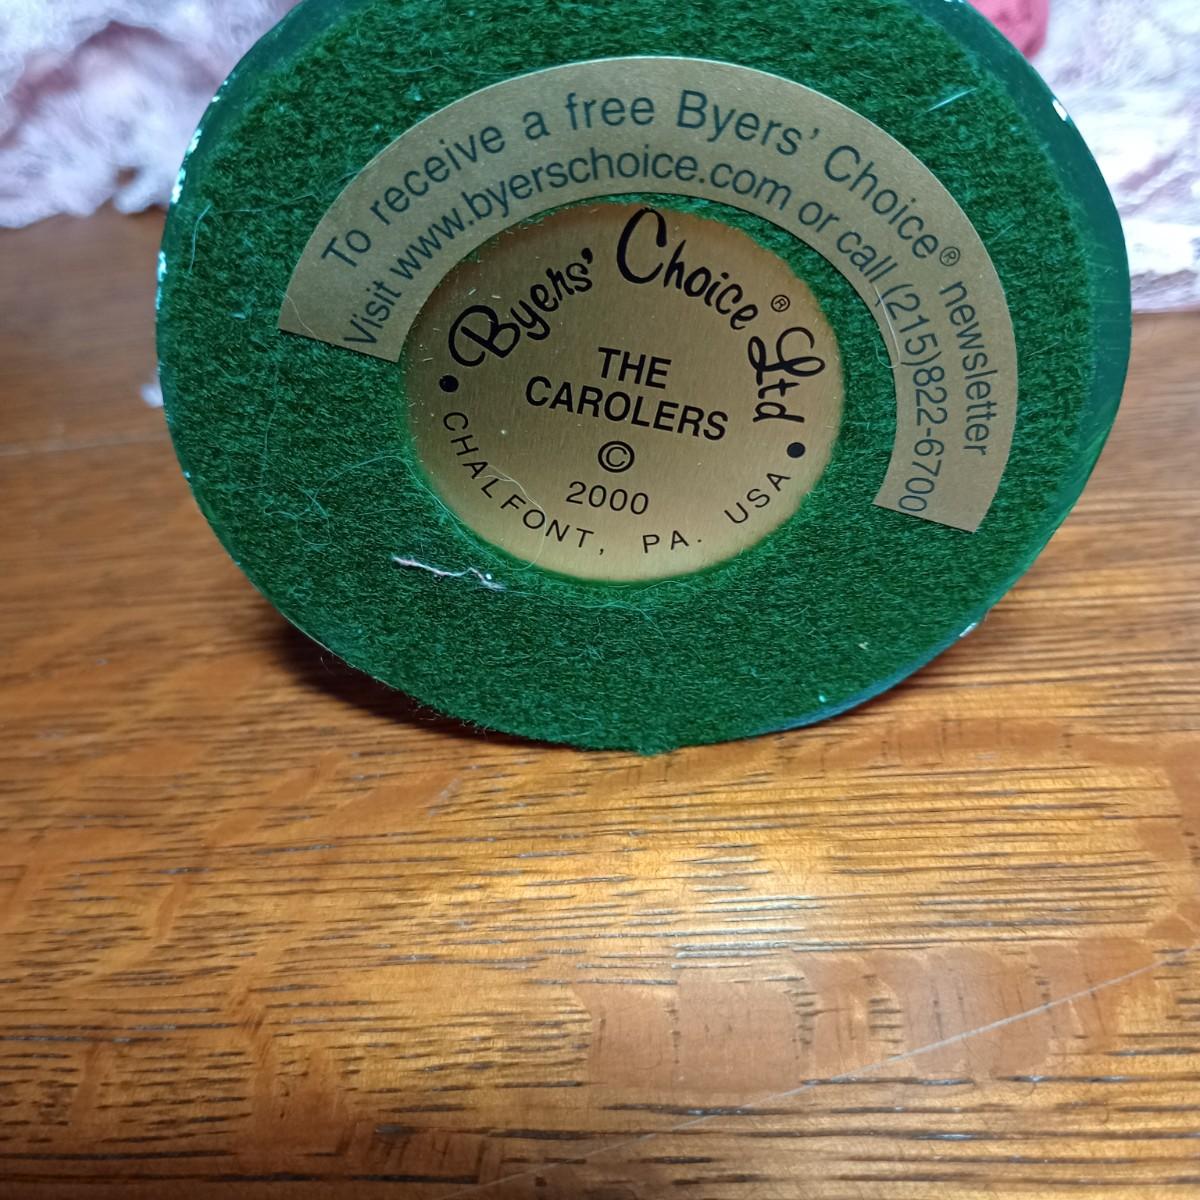 To receive a free Byers' Choice® newsletter
Visit www.byerschoice.com or call (215)822-6700
Byers' Choice® Ltd
THE
CAROLERS
©
2000
• CHALFONT, PA. USA •